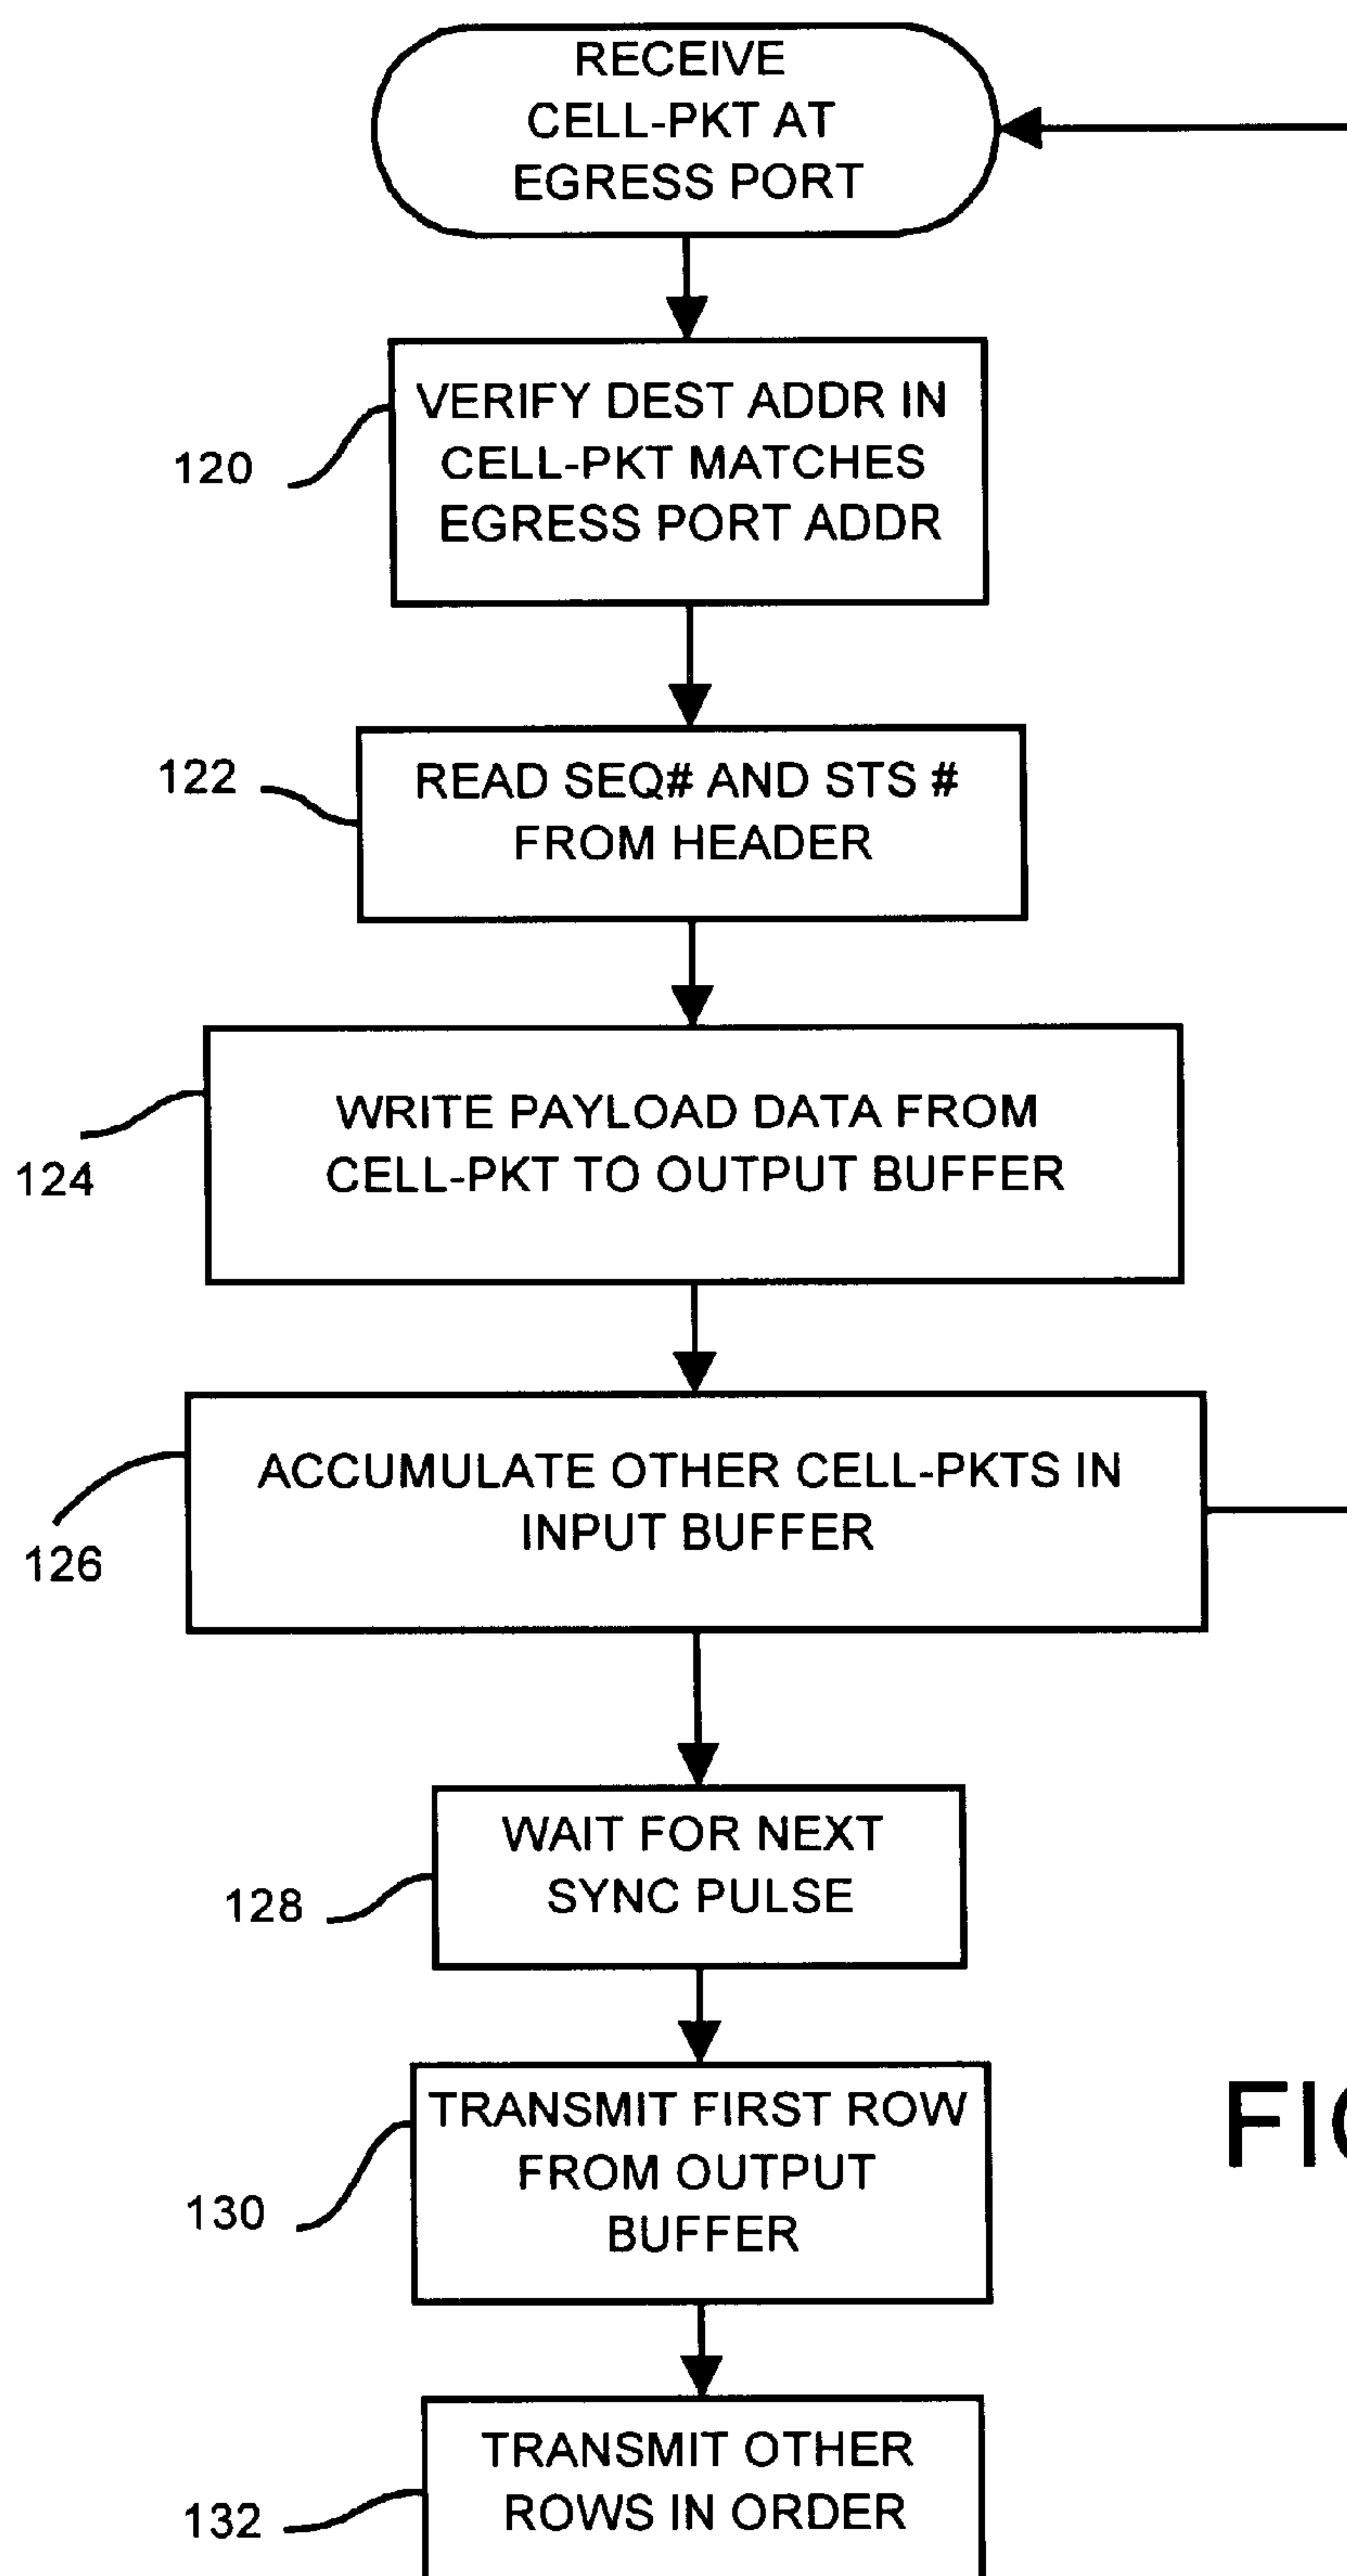 RECEIVE
CELL-PKT AT
EGRESS PORT
VERIFY DEST ADDR IN
CELL-PKT MATCHES
EGRESS PORT ADDR
120
READ SEQ# AND STS #
FROM HEADER
122
WRITE PAYLOAD DATA FROM
CELL-PKT TO OUTPUT BUFFER
124
ACCUMULATE OTHER CELL-PKTS IN
INPUT BUFFER
126
WAIT FOR NEXT
SYNC PULSE
128
TRANSMIT FIRST ROW
FROM OUTPUT
BUFFER
130
TRANSMIT OTHER
ROWS IN ORDER
132